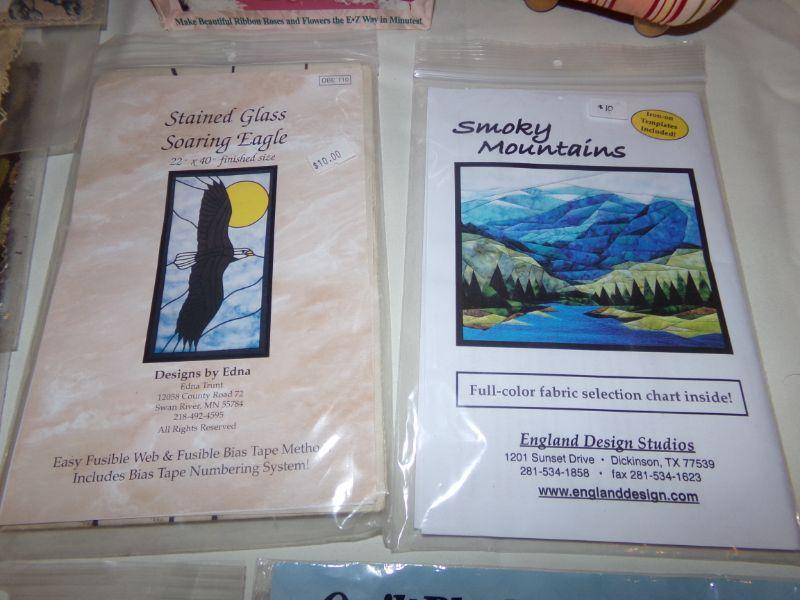 Make Beautiful Ribbon Roses and Flowers the E•Z Way in Minutes!
DBE 110
Stained Glass
Soaring Eagle
22" x 40" finished size
$10.00
Designs by Edna
Edna Trunt
12058 County Road 72
Swan River, MN 55784
218-492-4595
All Rights Reserved
Easy Fusible Web & Fusible Bias Tape Metho
Includes Bias Tape Numbering System!
$10
Iron-on
Templates
Included!
Smoky
Mountains
Full-color fabric selection chart inside!
England Design Studios
1201 Sunset Drive • Dickinson, TX 77539
281-534-1858 • fax 281-534-1623
www.englanddesign.com